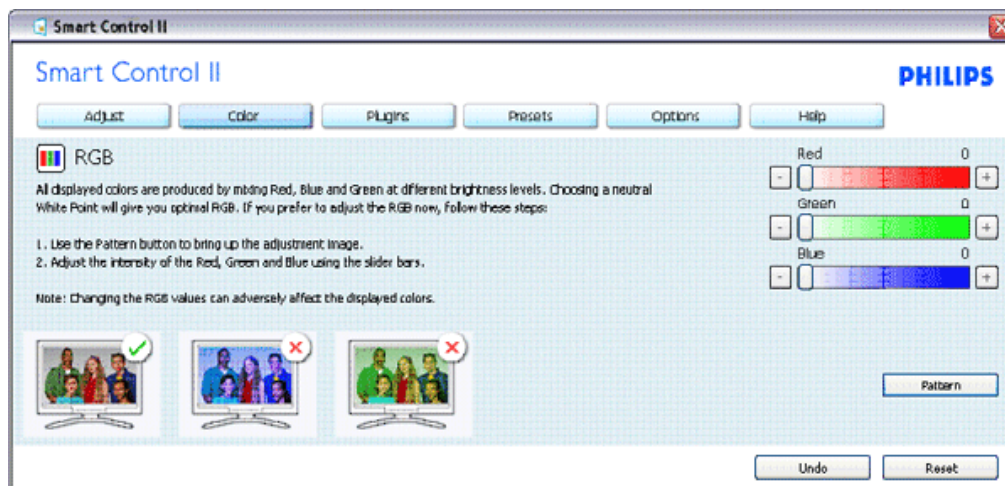 Smart Control II
Smart Control II
PHILIPS
Adjust Color Plugins Presets Options Help
RGB
All displayed colors are produced by mixing Red, Blue and Green at different brightness levels. Choosing a neutral
White Point will give you optimal RGB. If you prefer to adjust the RGB now, follow these steps:
1. Use the Pattern button to bring up the adjustment image.
2. Adjust the intensity of the Red, Green and Blue using the slider bars.
Note: Changing the RGB values can adversely affect the displayed colors.
Red 0
- +
Green 0
- +
Blue 0
- +
Pattern
Undo Reset